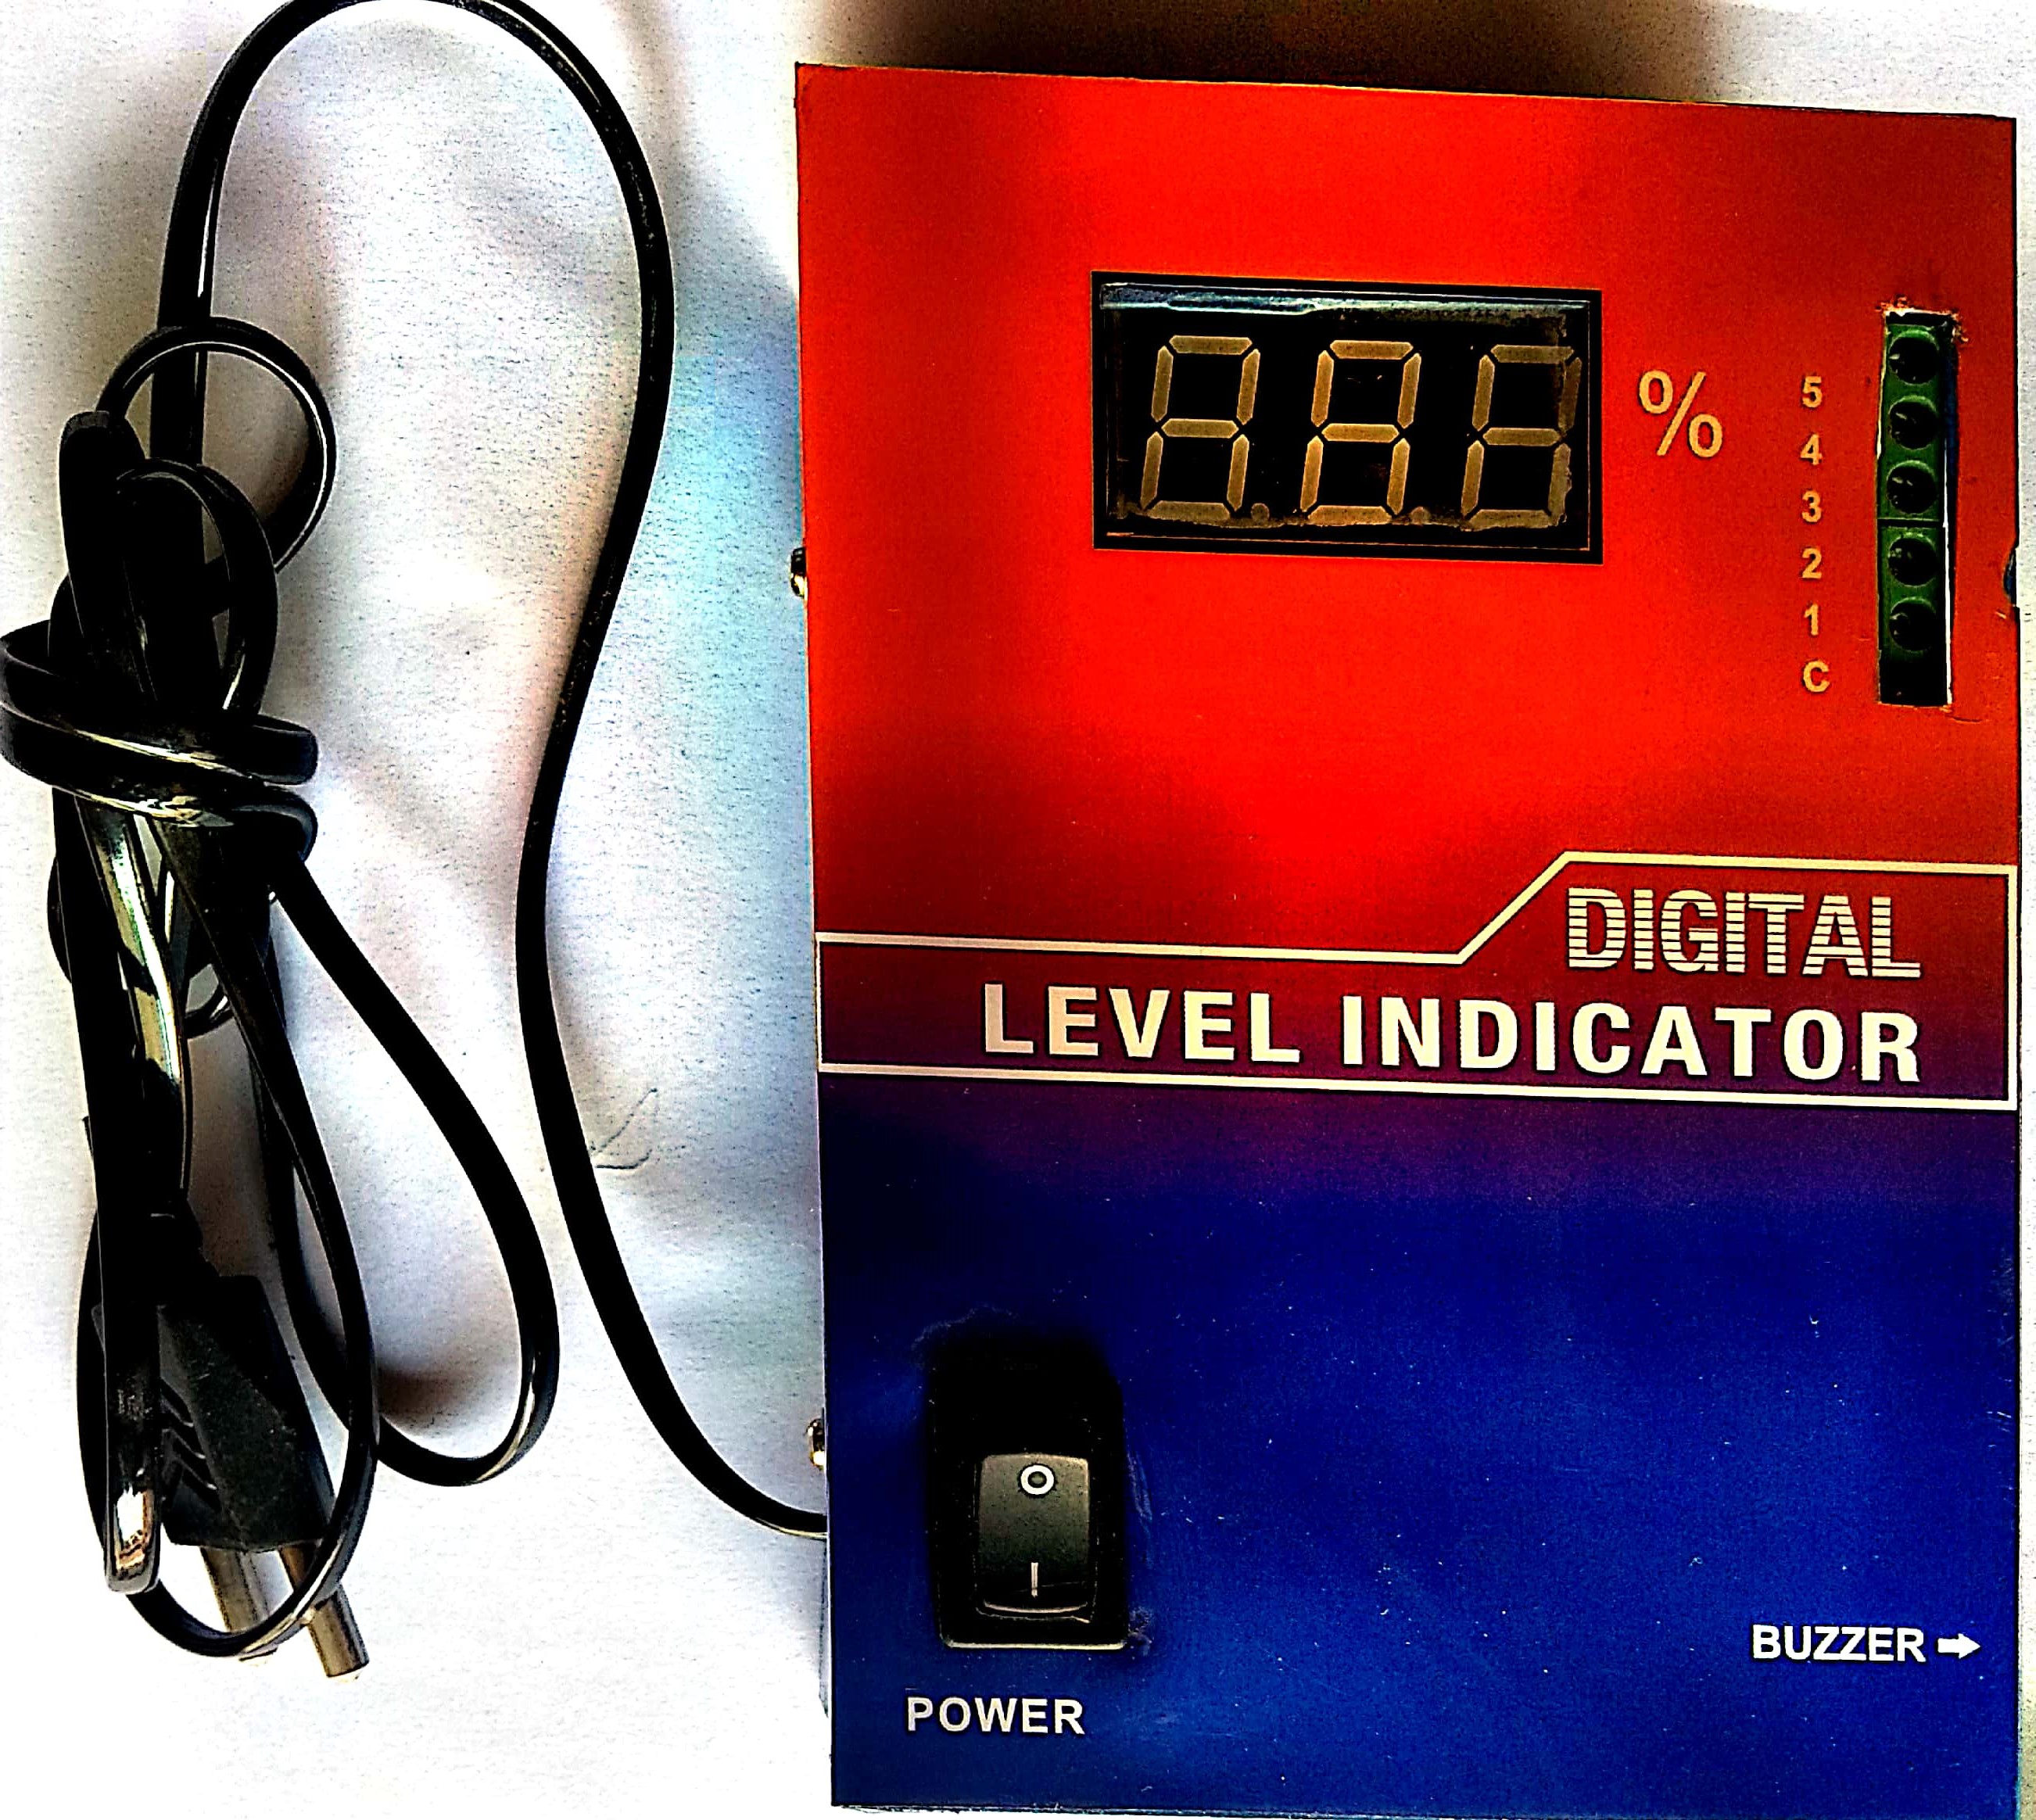 %
5
4
3
2
1
C
DIGITAL
LEVEL INDICATOR
BUZZER →
POWER